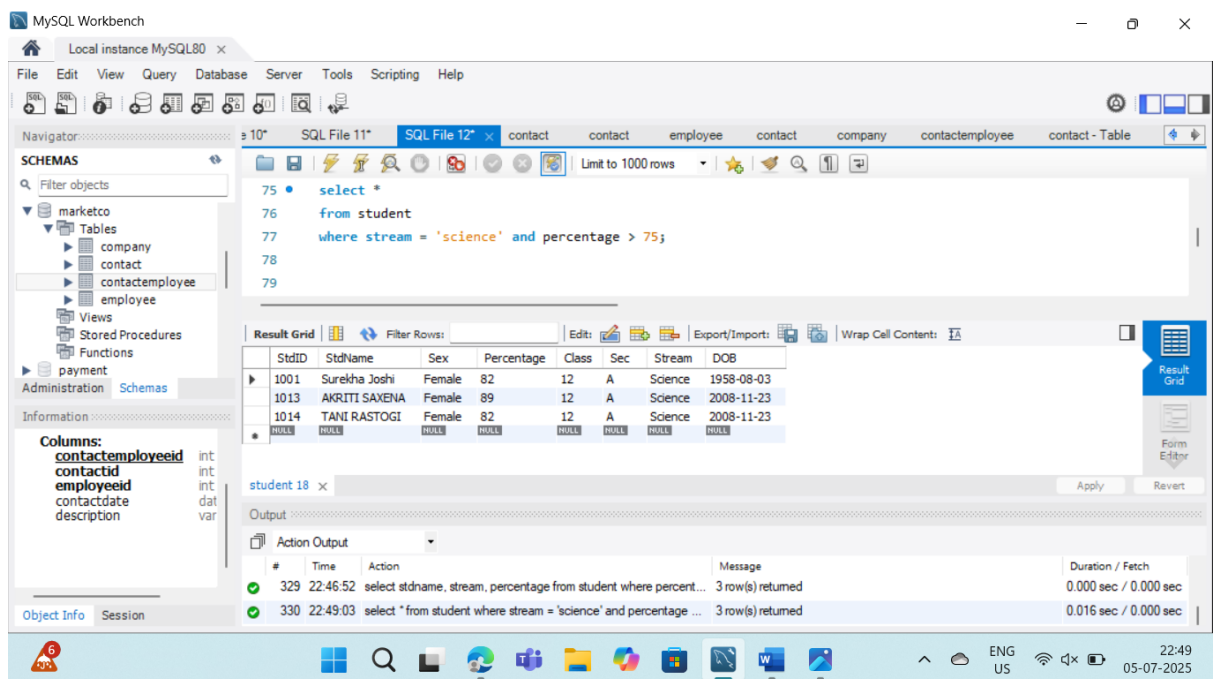 MySQL Workbench
Local instance MySQL80
File Edit View Query Database Server Tools Scripting Help
Navigator
SCHEMAS
Filter objects
marketco
Tables
company
contact
contactemployee
employee
Views
Stored Procedures
Functions
payment
Administration Schemas
Information
Columns:
contactemployeeid int
contactid int
employeeid int
contactdate dat
description var
Object Info Session
e 10* SQL File 11* SQL File 12* contact contact employee contact company contactemployee contact - Table
Limit to 1000 rows
75 select *
76 from student
77 where stream = 'science' and percentage > 75;
78
79
Result Grid Filter Rows: Edit: Export/Import: Wrap Cell Content:
StdID StdName Sex Percentage Class Sec Stream DOB
1001 Surekha Joshi Female 82 12 A Science 1958-08-03
1013 AKRITI SAXENA Female 89 12 A Science 2008-11-23
1014 TANI RASTOGI Female 82 12 A Science 2008-11-23
NULL NULL NULL NULL NULL NULL NULL NULL
Result Grid
Form Editor
student 18 Apply Revert
Output
Action Output
# Time Action Message Duration / Fetch
329 22:46:52 select stdname, stream, percentage from student where percent... 3 row(s) returned 0.000 sec / 0.000 sec
330 22:49:03 select * from student where stream = 'science' and percentage ... 3 row(s) returned 0.016 sec / 0.000 sec
6
ENG US
22:49
05-07-2025